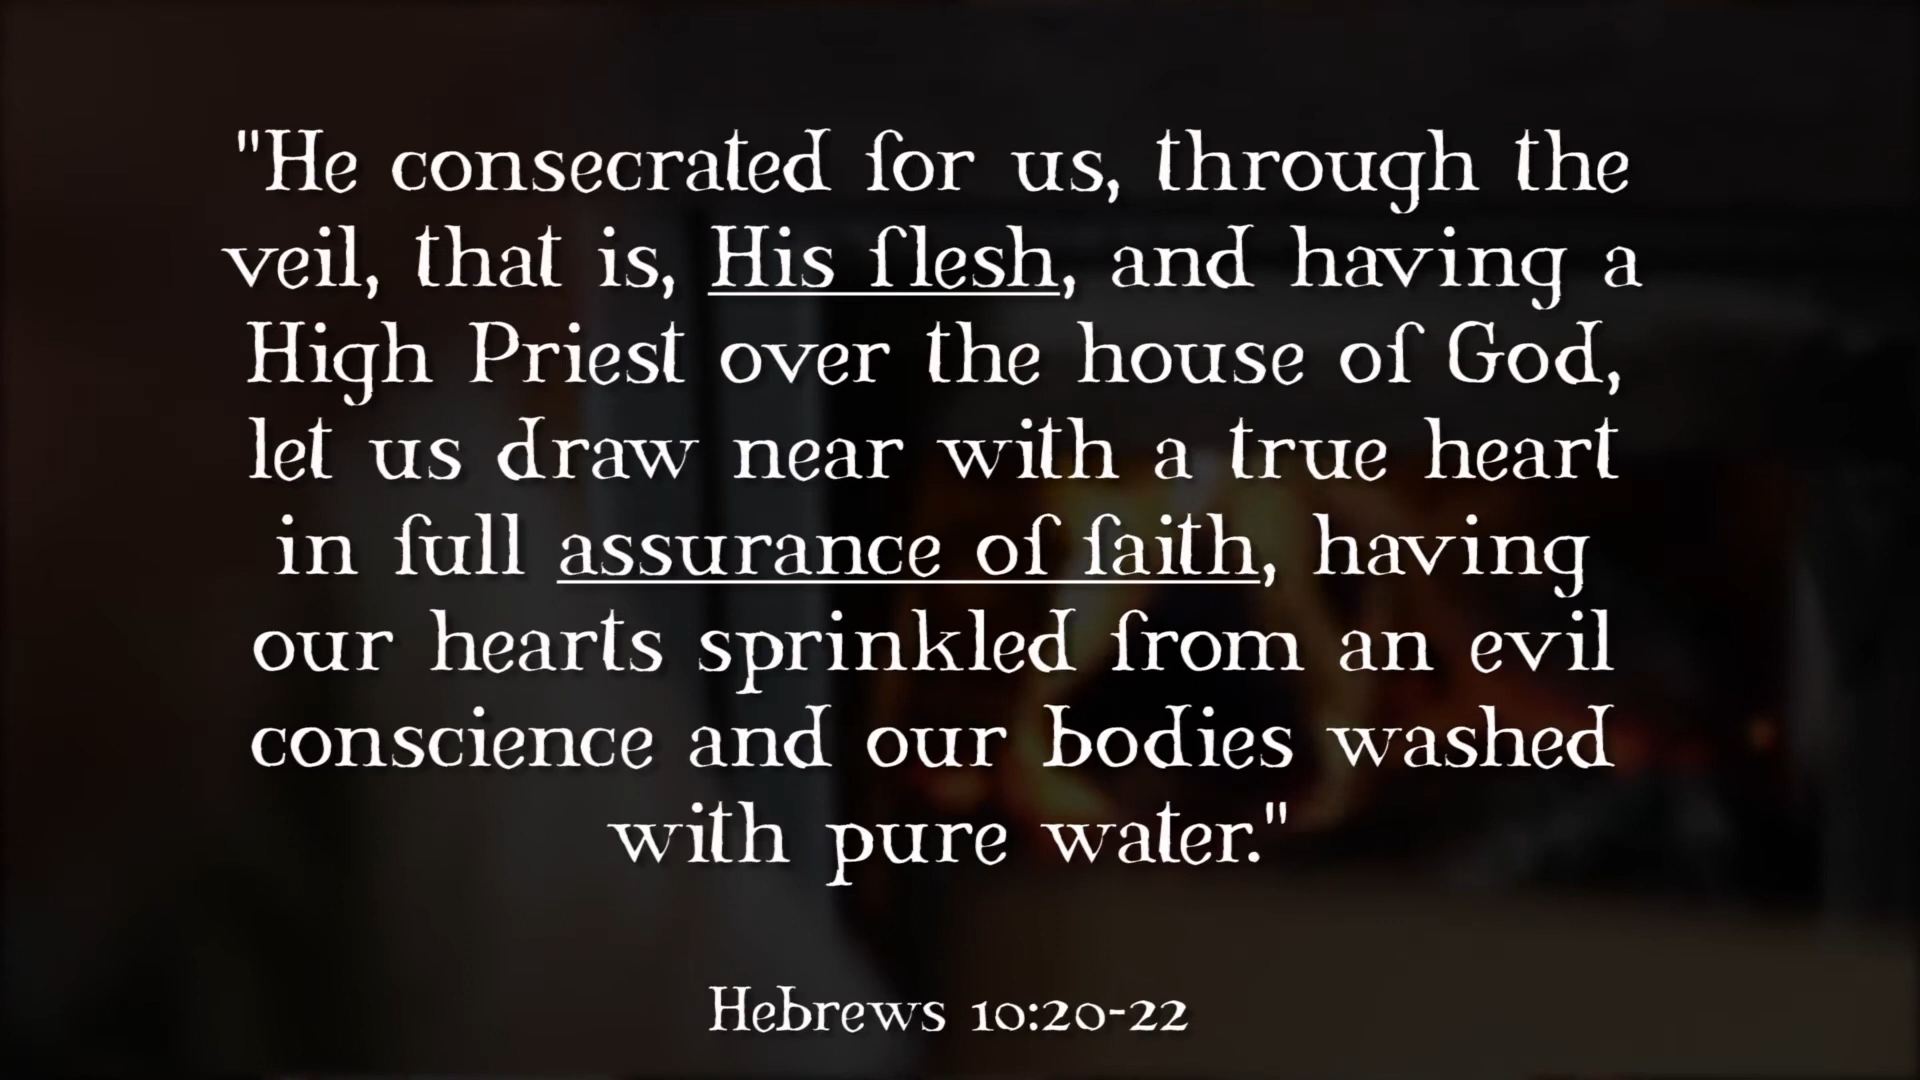 "He consecrated for us, through the
veil, that is, His flesh, and having a
High Priest over the house of God,
let us draw near with a true heart
in full assurance of faith, having
our hearts sprinkled from an evil
conscience and our bodies washed
with pure water."
Hebrews 10:20-22